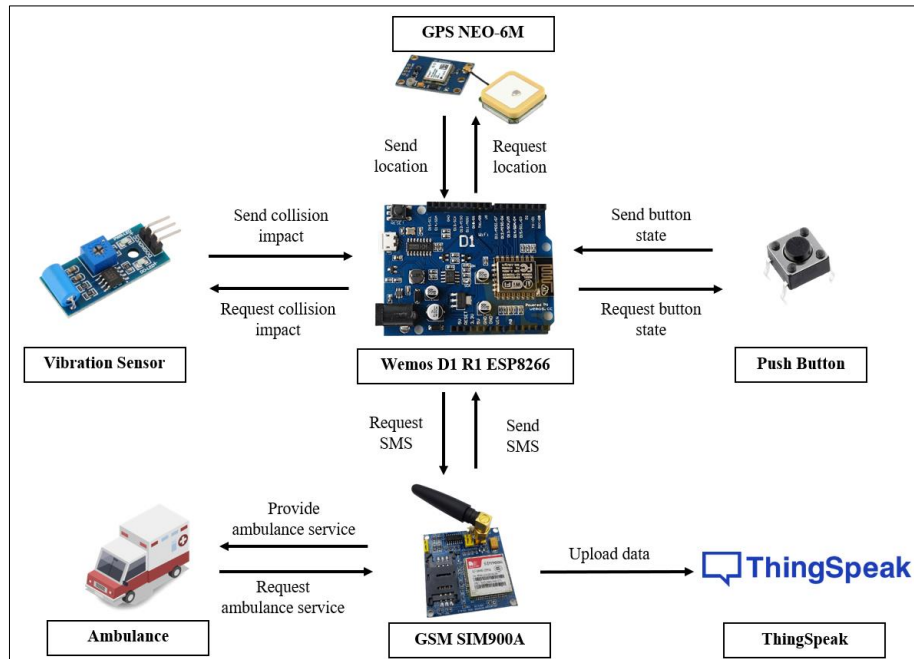 GPS NEO-6M
Send
location
Request
location
Send collision
impact
Request collision
impact
Send button
state
Request button
state
D1
Vibration Sensor
Wemos D1 R1 ESP8266
Push Button
Request
SMS
Send
SMS
Provide
ambulance service
Request
ambulance service
Upload data
ThingSpeak
Ambulance
GSM SIM900A
ThingSpeak